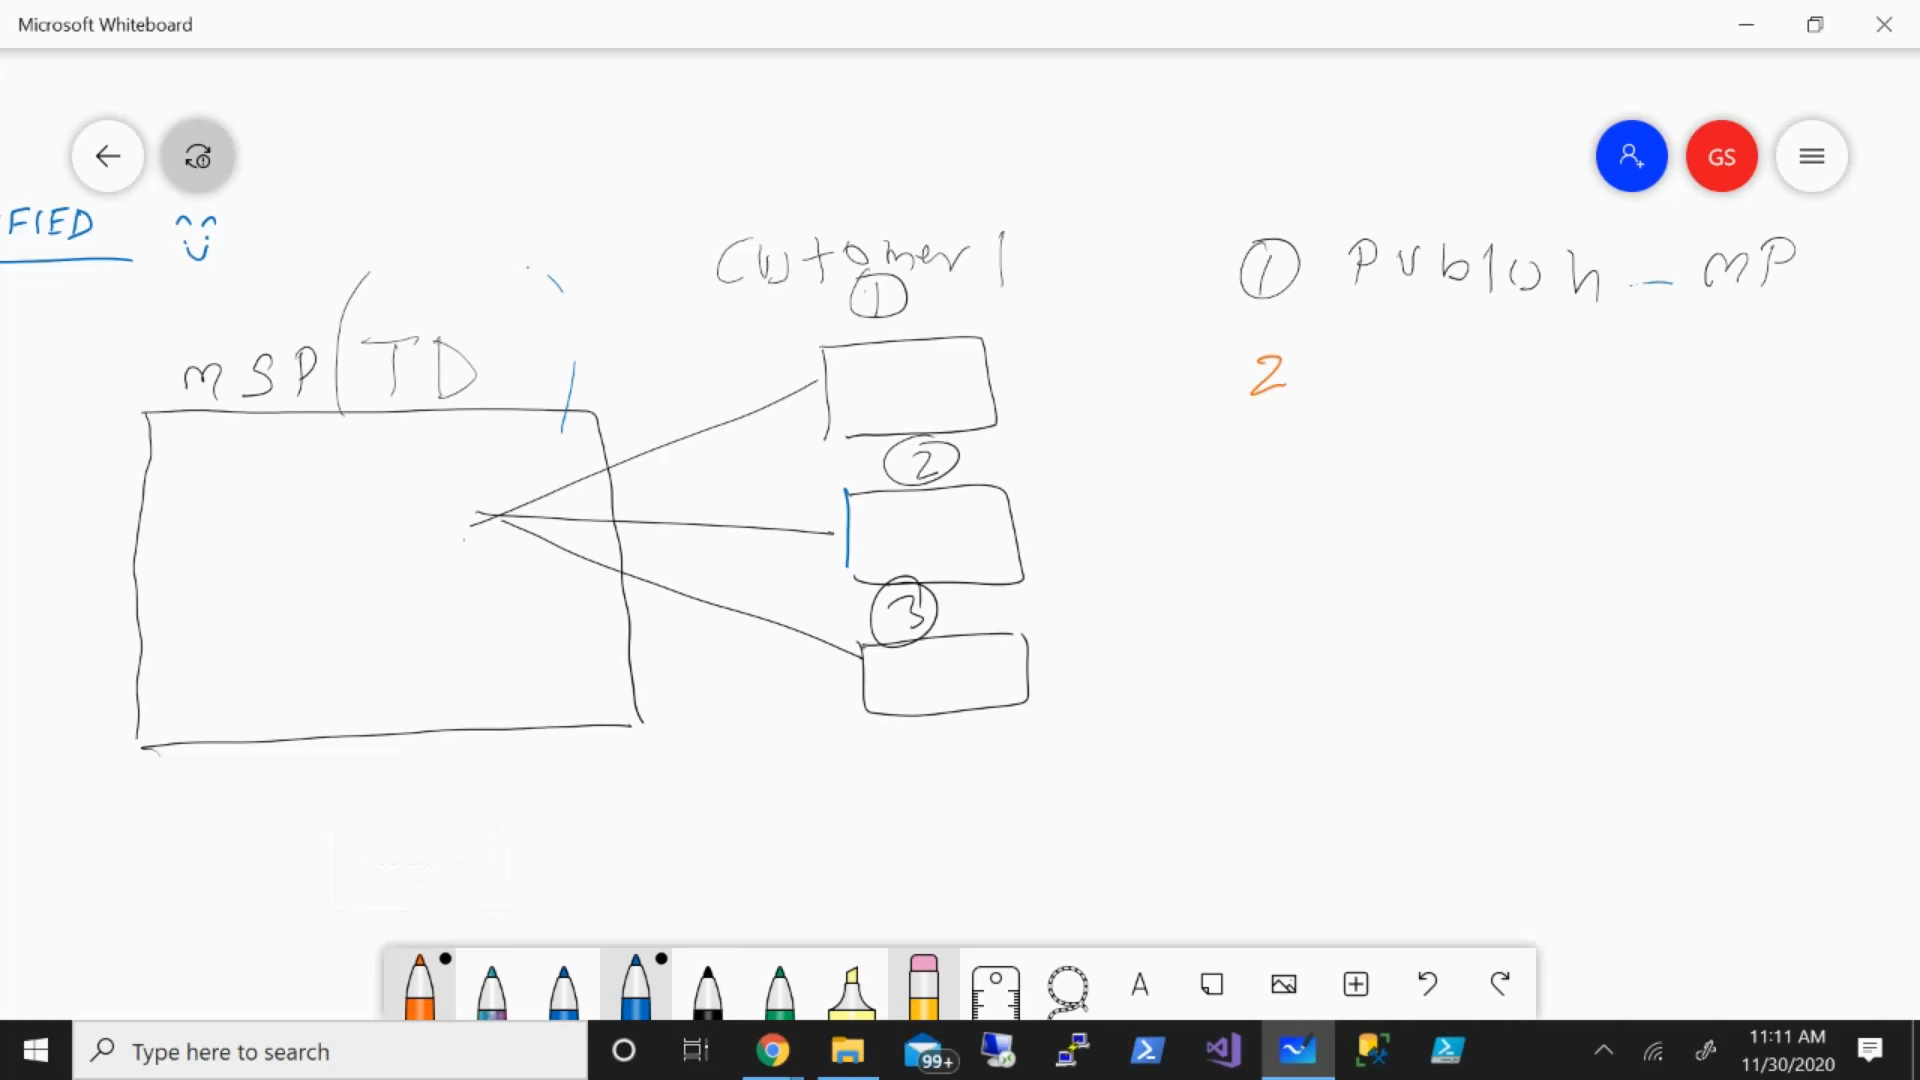 Microsoft Whiteboard
GS
FIED
Customer 1
1
MSP ( TD
1 Publish - MP
2
2
3
A
Type here to search
99+
11:11 AM
11/30/2020